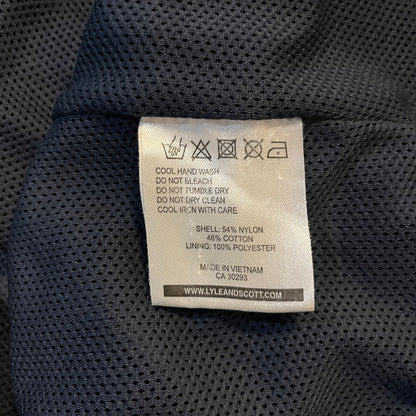 COOL HAND WASH
DO NOT BLEACH
DO NOT TUMBLE DRY
DO NOT DRY CLEAN
COOL IRON WITH CARE
SHELL: 54% NYLON
46% COTTON
LINING: 100% POLYESTER
MADE IN VIETNAM
CA 30293
WWW.LYLEANDSCOTT.COM